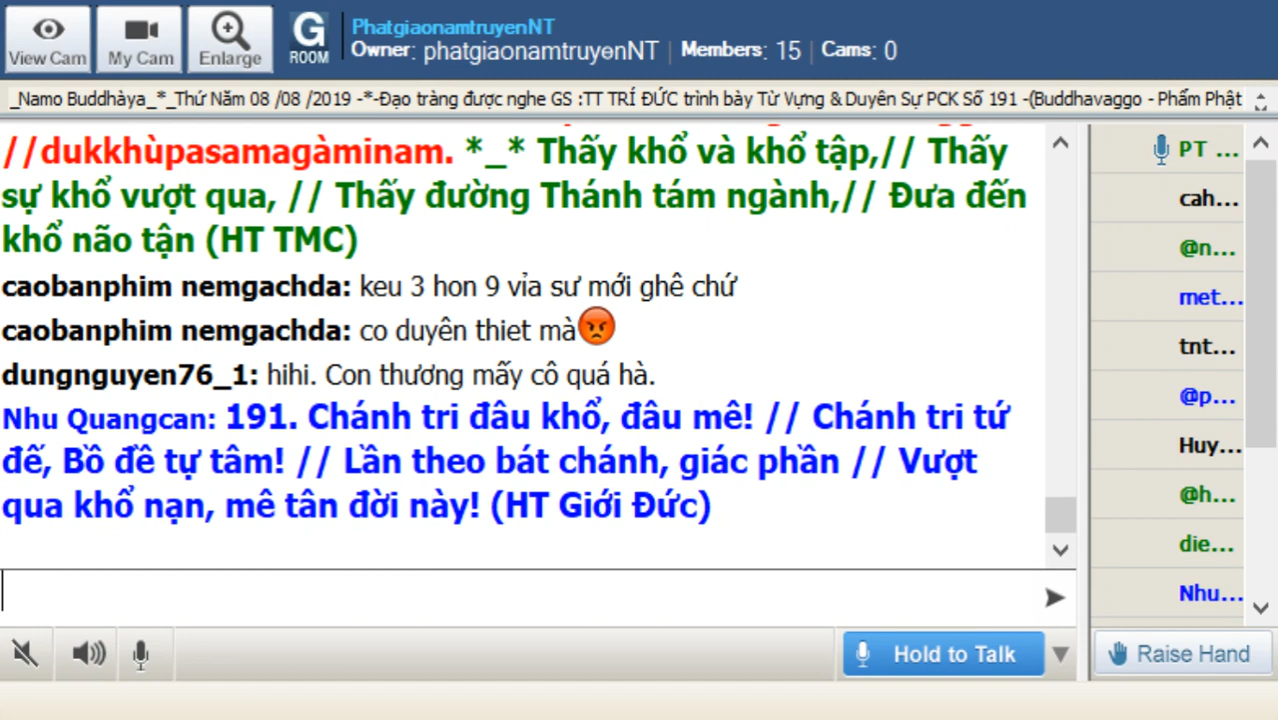 View Cam
My Cam
Enlarge
G
ROOM
PhatgiaonamtruyenNT
Owner: phatgiaonamtruyenNT | Members: 15 | Cams: 0
_Namo Buddhàya_*_Thứ Năm 08 /08 /2019 -*-Đạo tràng được nghe GS :TT TRÍ ĐỨC trình bày Từ Vựng & Duyên Sự PCK Số 191 -(Buddhavaggo - Phẩm Phật
//dukkhùpasamagàminam. *_* Thấy khổ và khổ tập,// Thấy
sự khổ vượt qua, // Thấy đường Thánh tám ngành,// Đưa đến
khổ não tận (HT TMC)
caobanphim nemgachda: keu 3 hon 9 vỉa sư mới ghê chứ
caobanphim nemgachda: co duyên thiet mà
dungnguyen76_1: hihi. Con thương mấy cô quá hà.
Nhu Quangcan: 191. Chánh tri đâu khổ, đâu mê! // Chánh tri tứ
đế, Bồ đề tự tâm! // Lần theo bát chánh, giác phần // Vượt
qua khổ nạn, mê tân đời này! (HT Giới Đức)
PT ...
cah...
@n...
met...
tnt...
@p...
Huy...
@h...
die...
Nhu...
Hold to Talk
Raise Hand